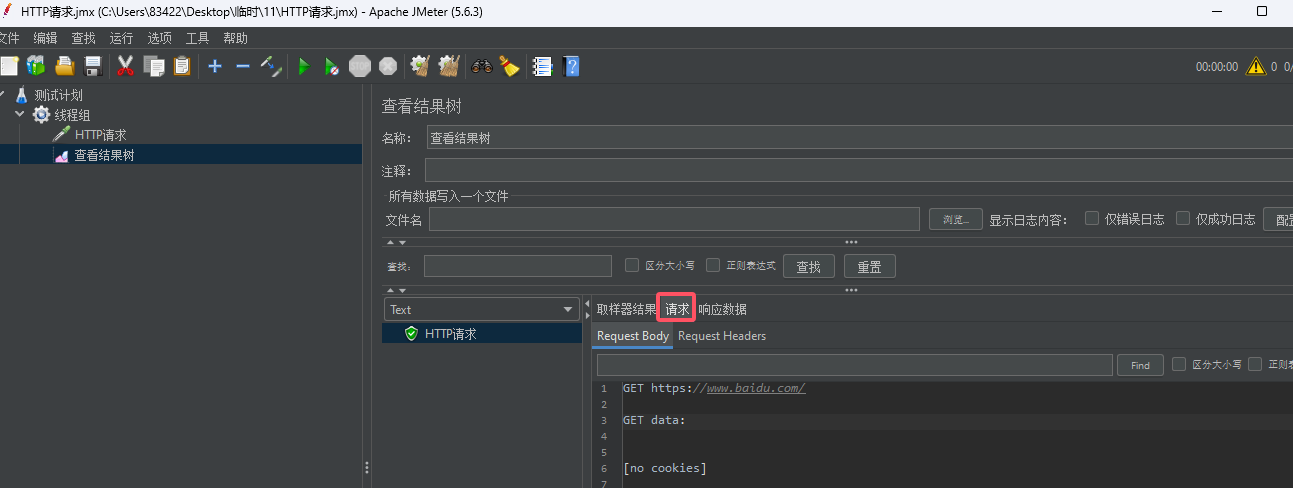 HTTP请求.jmx (C:\Users\83422\Desktop\临时\11\HTTP请求.jmx) - Apache JMeter (5.6.3)
文件 编辑 查找 运行 选项 工具 帮助
00:00:00 0 0/
测试计划
线程组
HTTP请求
查看结果树
查看结果树
名称： 查看结果树
注释：
所有数据写入一个文件
文件名 浏览... 显示日志内容： 仅错误日志 仅成功日志 配置
查找： 区分大小写 正则表达式 查找 重置
Text
HTTP请求
取样器结果 请求 响应数据
Request Body Request Headers
Find 区分大小写 正则表
1 GET https://www.baidu.com/
2
3 GET data:
4
5
6 [no cookies]
7